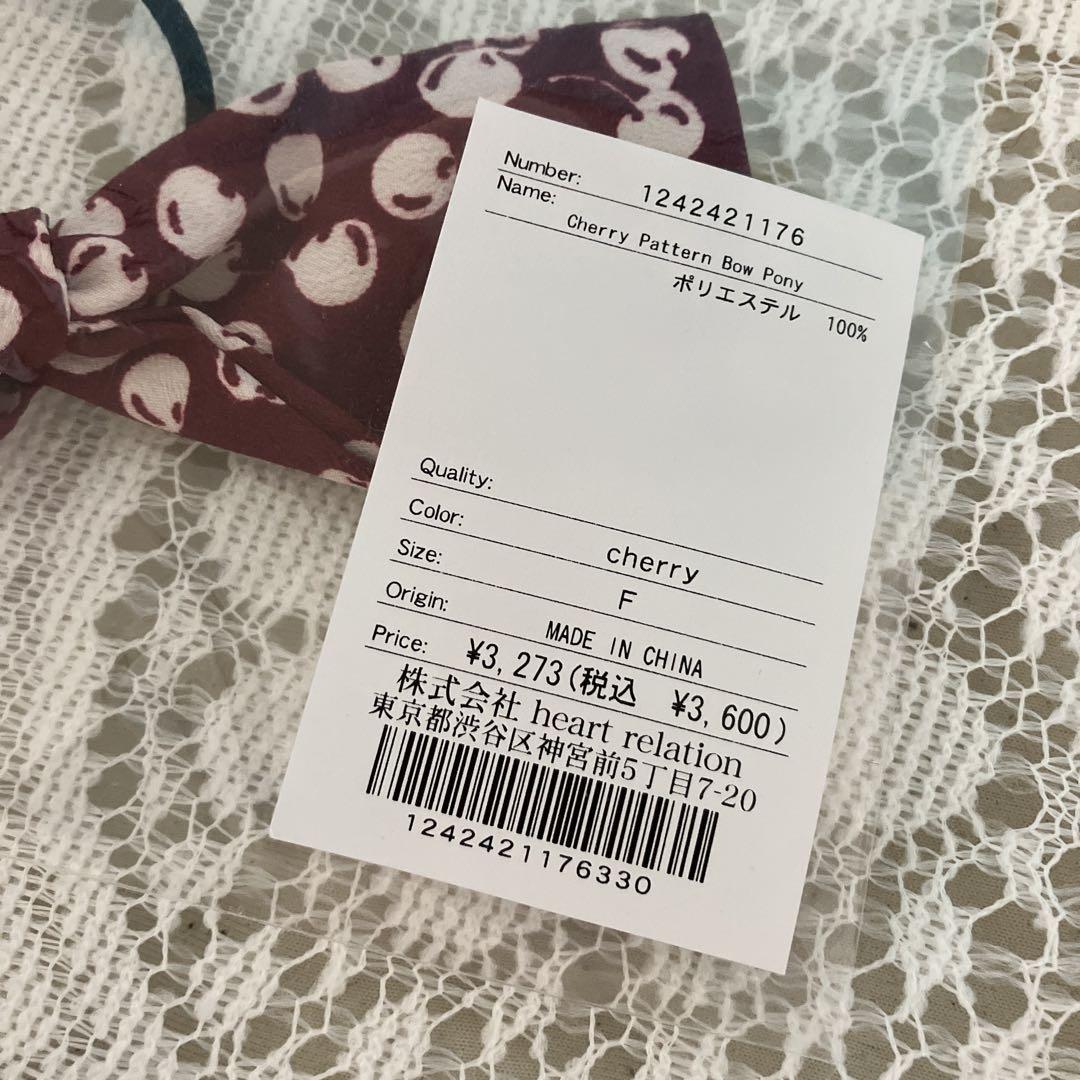 Number: 1242421176
Name: Cherry Pattern Bow Pony
ポリエステル 100%
Quality:
Color: cherry
Size: F
Origin: MADE IN CHINA
Price: ¥3,273(税込 ¥3,600)
株式会社 heart relation
東京都渋谷区神宮前5丁目7-20
1242421176330